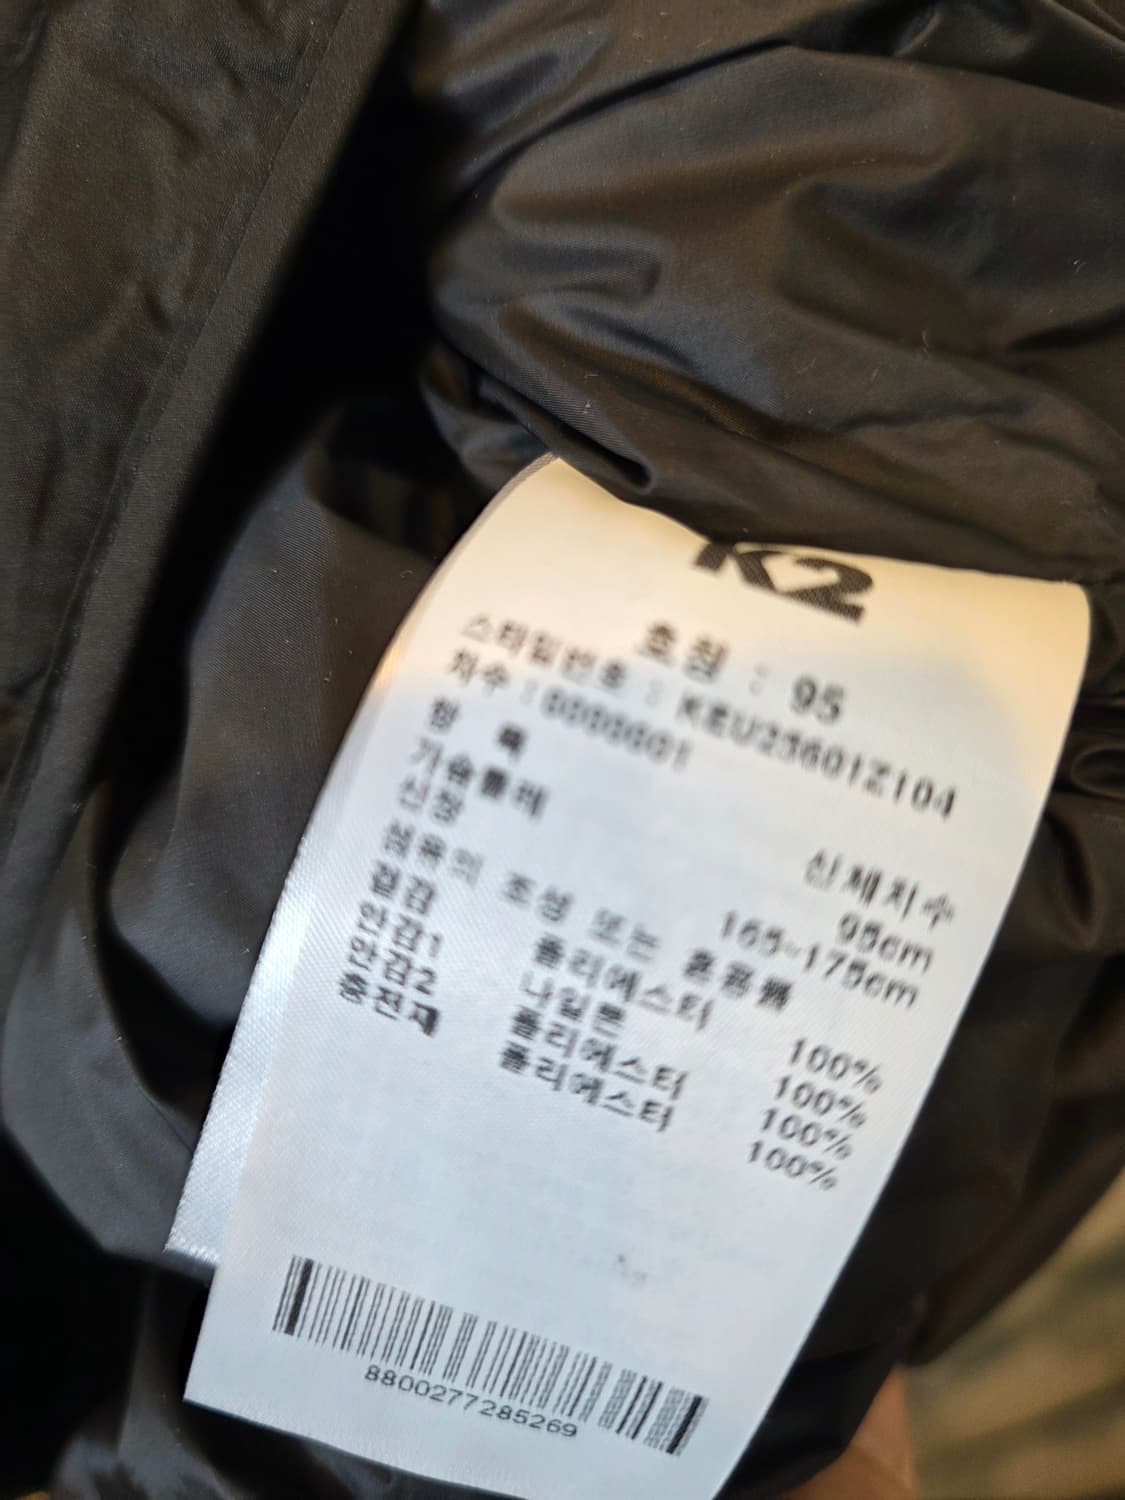 K2
호칭 : 95
스타일번호 : KEU25601Z104
차수 : 0000001
항 목 신체치수
가슴둘레 95cm
신장 165~175cm
섬유의 조성 또는 혼용률
겉감 폴리에스터 100%
안감1 나일론 100%
안감2 폴리에스터 100%
충전재 폴리에스터 100%
8800277285269